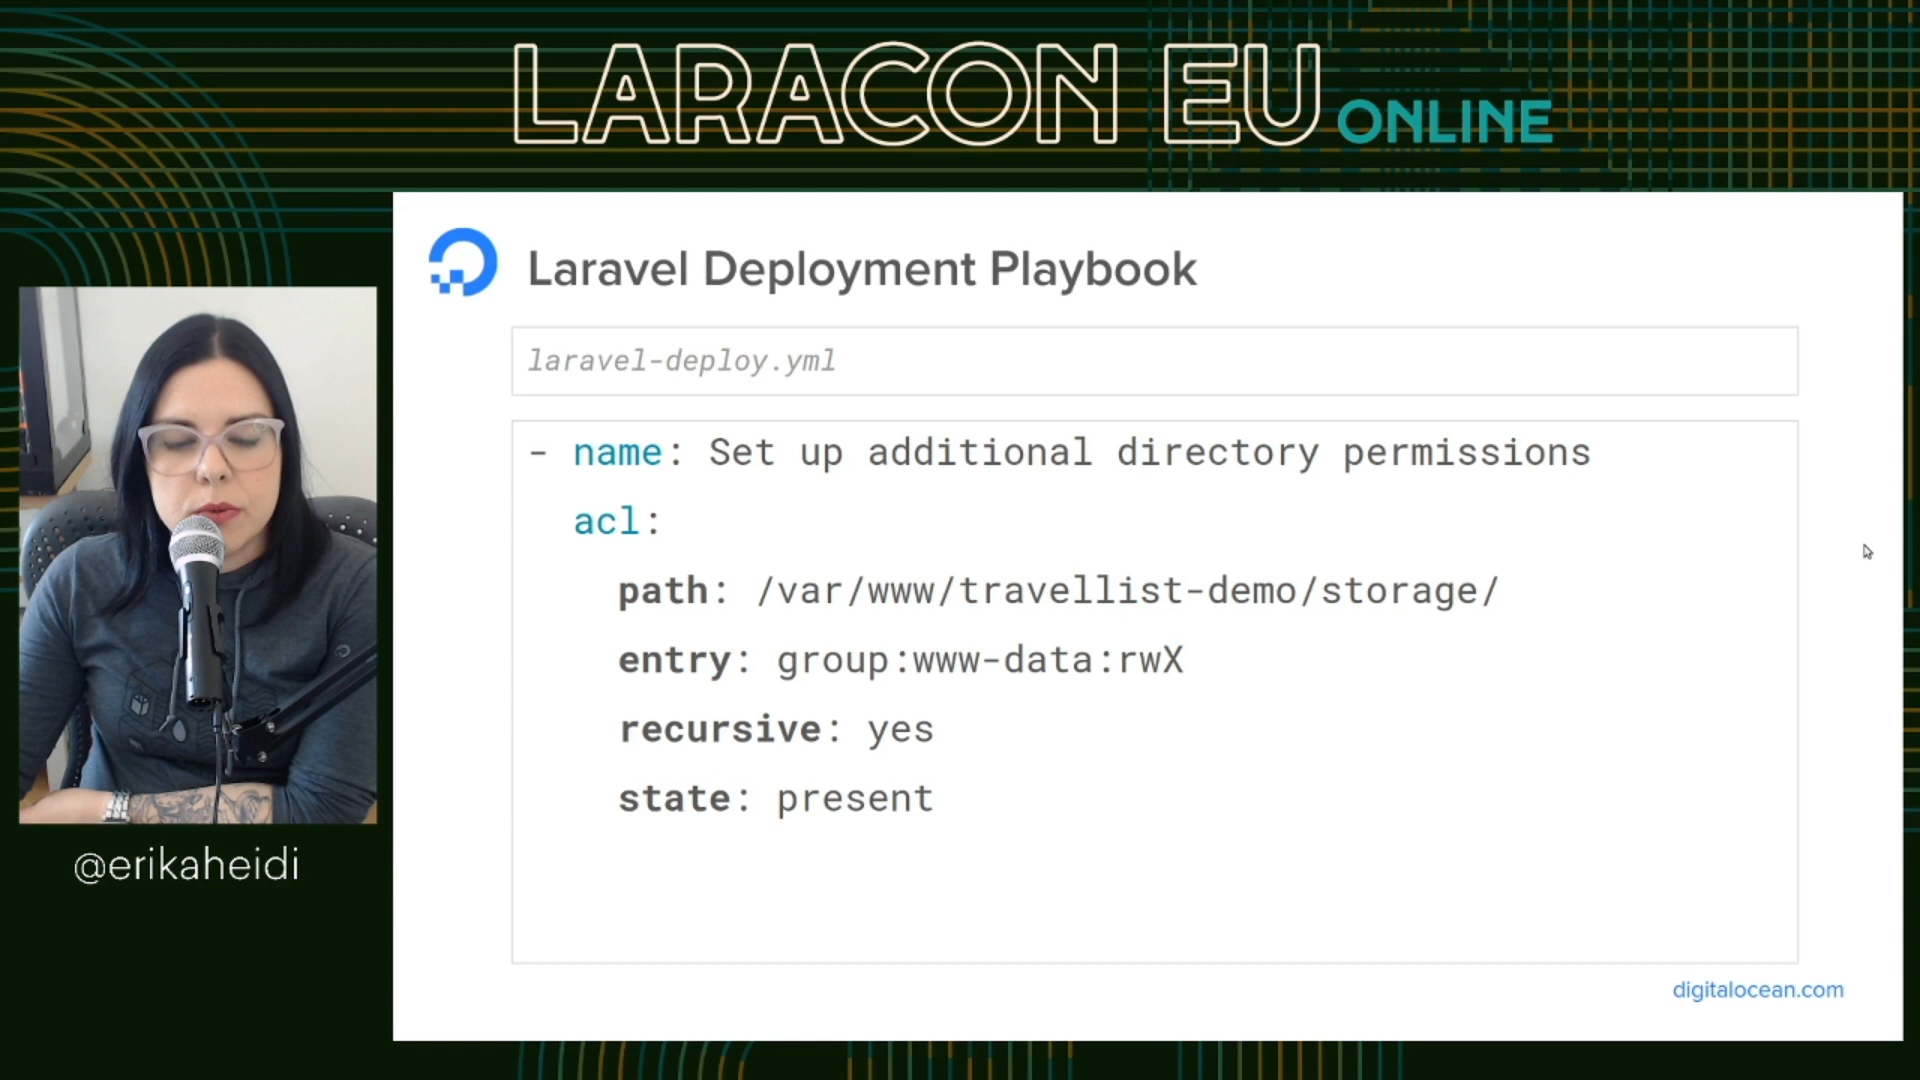 LARACON EU ONLINE
Laravel Deployment Playbook
laravel-deploy.yml
- name: Set up additional directory permissions
acl:
path: /var/www/travellist-demo/storage/
entry: group:www-data:rwX
recursive: yes
state: present
@erikaheidi
digitalocean.com